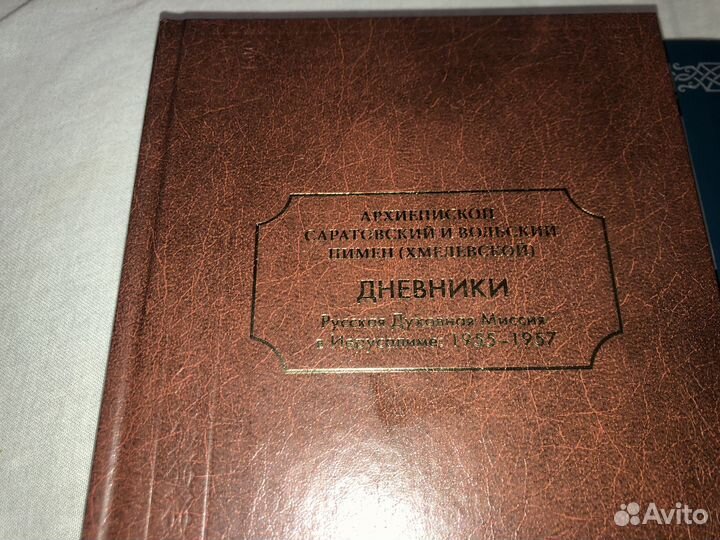 АРХИЕПИСКОП
САРАТОВСКИЙ И ВОЛЬСКИЙ
ПИМЕН (ХМЕЛЕВСКОЙ)
ДНЕВНИКИ
Русская Духовная Миссия
в Иерусалиме: 1955–1957
Avito